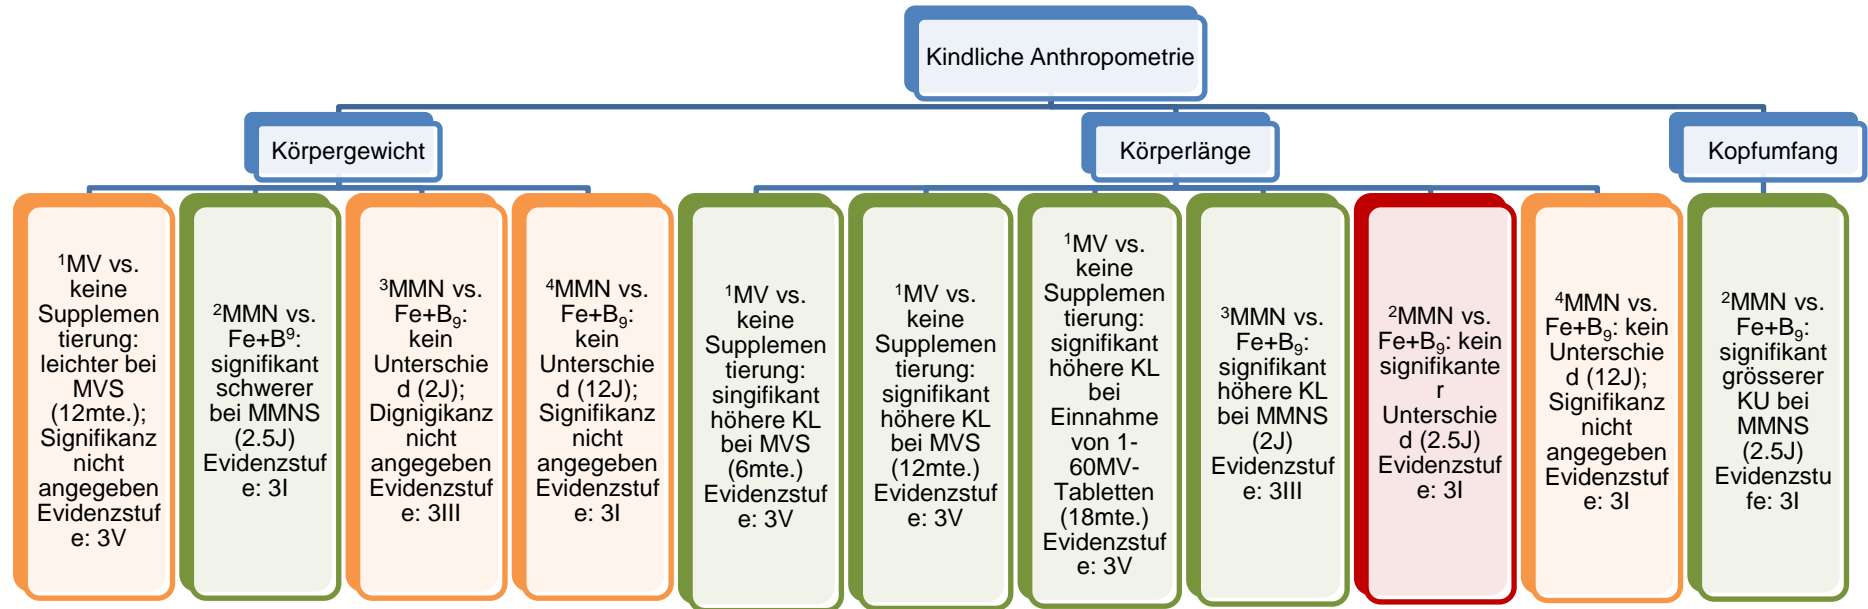 Kindliche Anthropometrie
Körpergewicht
Körperlänge
Kopfumfang
¹MV vs.
keine
Supplemen
tierung:
leichter bei
MVS
(12mte.);
Signifikanz
nicht
angegeben
Evidenzstuf
e: 3V
²MMN vs.
Fe+B⁹:
signifikant
schwerer
bei MMNS
(2.5J)
Evidenzstuf
e: 3I
³MMN vs.
Fe+B₉:
kein
Unterschie
d (2J);
Dignigikanz
nicht
angegeben
Evidenzstuf
e: 3III
⁴MMN vs.
Fe+B₉:
kein
Unterschie
d (12J);
Signifikanz
nicht
angegeben
Evidenzstuf
e: 3I
¹MV vs.
keine
Supplemen
tierung:
singifikant
höhere KL
bei MVS
(6mte.)
Evidenzstuf
e: 3V
¹MV vs.
keine
Supplemen
tierung:
signifikant
höhere KL
bei MVS
(12mte.)
Evidenzstuf
e: 3V
¹MV vs.
keine
Supplemen
tierung:
signifikant
höhere KL
bei
Einnahme
von 1-
60MV-
Tabletten
(18mte.)
Evidenzstuf
e: 3V
³MMN vs.
Fe+B₉:
signifikant
höhere KL
bei MMNS
(2J)
Evidenzstuf
e: 3III
²MMN vs.
Fe+B₉: kein
signifikante
r
Unterschie
d (2.5J)
Evidenzstuf
e: 3I
⁴MMN vs.
Fe+B₉: kein
Unterschie
d (12J);
Signifikanz
nicht
angegeben
Evidenzstuf
e: 3I
²MMN vs.
Fe+B₉:
signifikant
grösserer
KU bei
MMNS
(2.5J)
Evidenzstu
fe: 3I